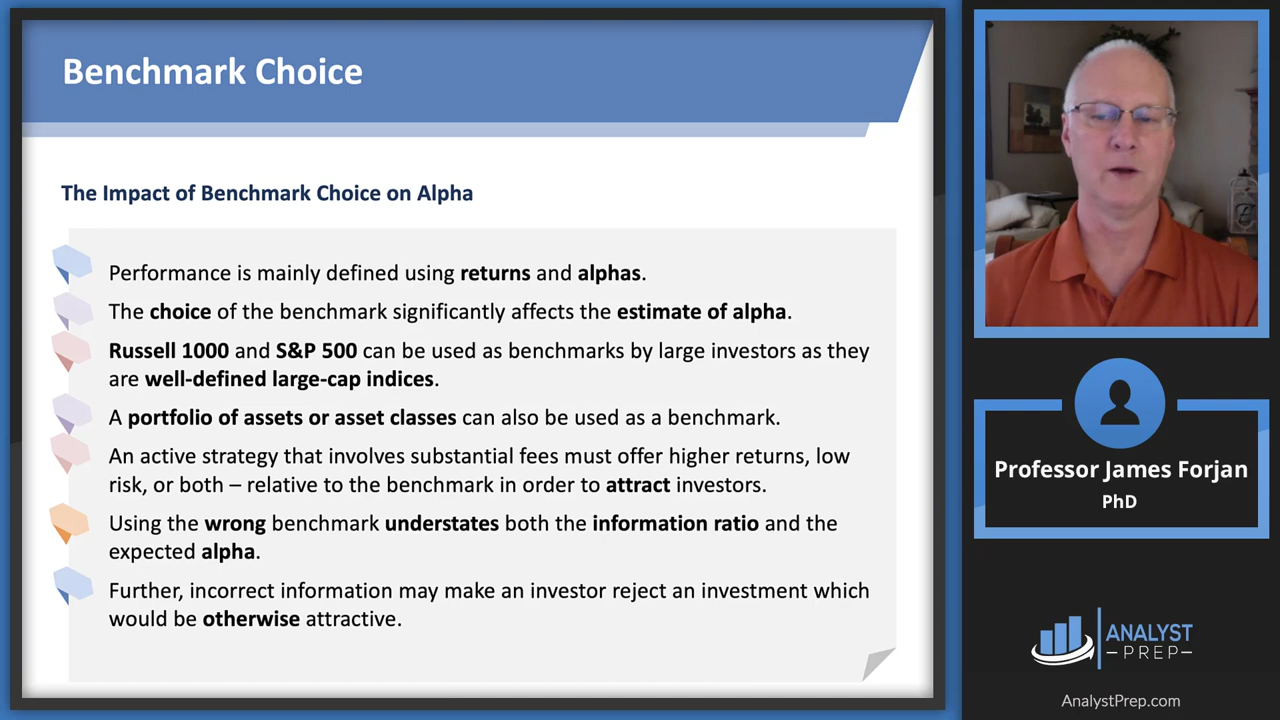 Benchmark Choice
The Impact of Benchmark Choice on Alpha
Performance is mainly defined using returns and alphas.
The choice of the benchmark significantly affects the estimate of alpha.
Russell 1000 and S&P 500 can be used as benchmarks by large investors as they
are well-defined large-cap indices.
A portfolio of assets or asset classes can also be used as a benchmark.
An active strategy that involves substantial fees must offer higher returns, low
risk, or both – relative to the benchmark in order to attract investors.
Using the wrong benchmark understates both the information ratio and the
expected alpha.
Further, incorrect information may make an investor reject an investment which
would be otherwise attractive.
Professor James Forjan
PhD
ANALYST
PREP
AnalystPrep.com